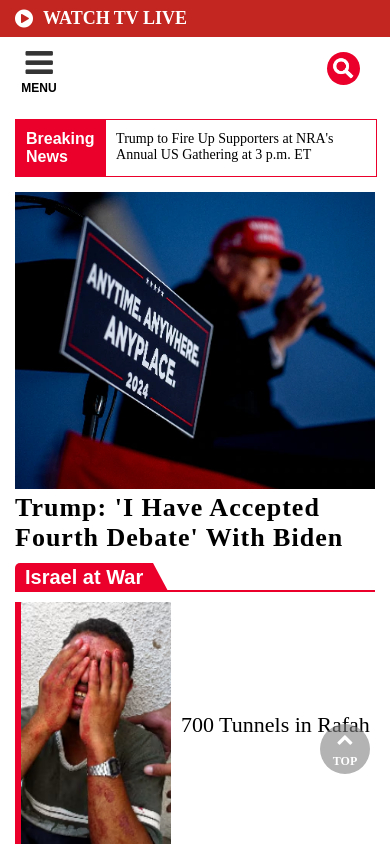 WATCH TV LIVE
MENU
Breaking
News
Trump to Fire Up Supporters at NRA's
Annual US Gathering at 3 p.m. ET
ANYTIME, ANYWHERE,
ANYPLACE.
2024
Trump: 'I Have Accepted
Fourth Debate' With Biden
Israel at War
700 Tunnels in Rafah
TOP